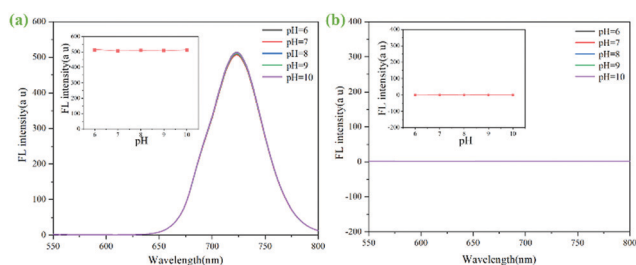 (a)
600
500
400
300
200
100
0
550
600
650
700
750
800
FL intensity(a u)
Wavelength(nm)
pH=6
pH=7
pH=8
pH=9
pH=10
600
500
400
300
200
100
0
6
7
8
9
10
FL intensity(a u)
pH
(b)
400
300
200
100
0
-100
-200
550
600
650
700
750
800
FL intensity(a u)
Wavelength(nm)
pH=6
pH=7
pH=8
pH=9
pH=10
400
300
200
100
0
-100
-200
6
7
8
9
10
FL intensity(a u)
pH